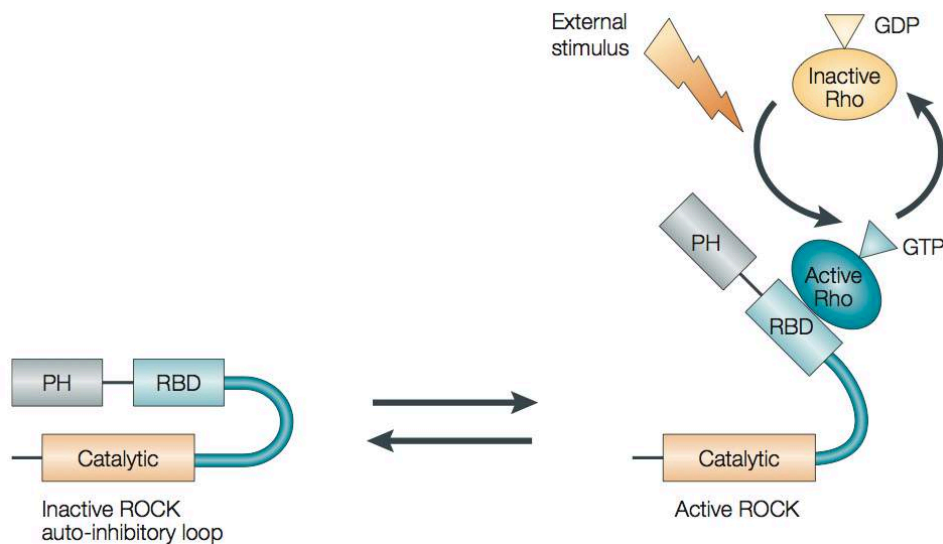 External
stimulus
GDP
Inactive
Rho
PH
GTP
Active
Rho
RBD
PH
RBD
Catalytic
Catalytic
Inactive ROCK
auto-inhibitory loop
Active ROCK